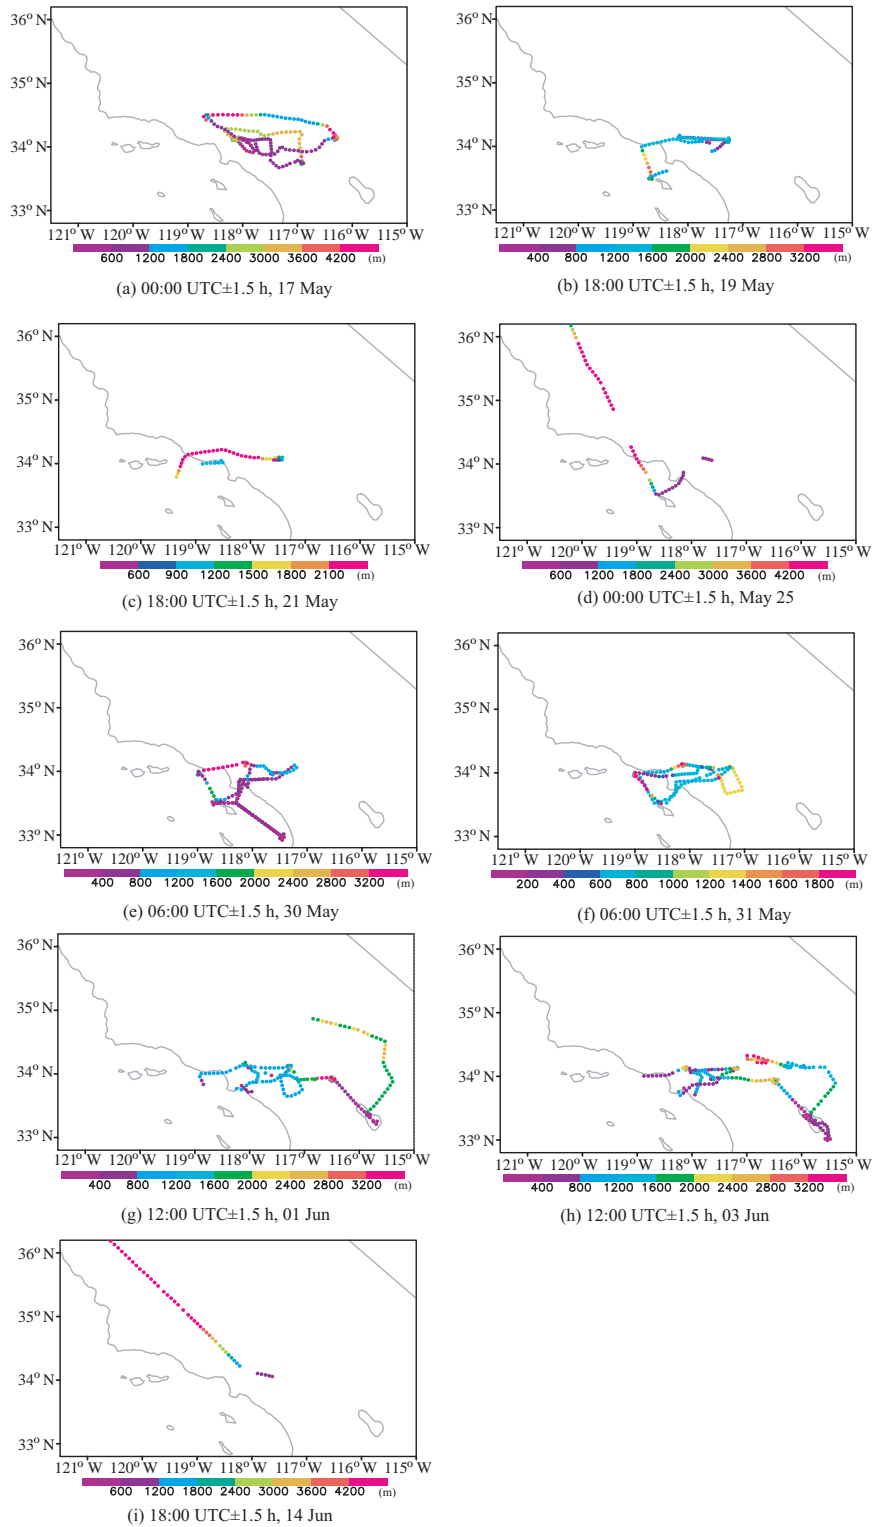 36° N
35° N
34° N
33° N
121° W 120° W 119° W 118° W 117° W 116° W 115° W
600 1200 1800 2400 3000 3600 4200 (m)
(a) 00:00 UTC±1.5 h, 17 May
36° N
35° N
34° N
33° N
121° W 120° W 119° W 118° W 117° W 116° W 115° W
400 800 1200 1600 2000 2400 2800 3200 (m)
(b) 18:00 UTC±1.5 h, 19 May
36° N
35° N
34° N
33° N
121° W 120° W 119° W 118° W 117° W 116° W 115° W
600 900 1200 1500 1800 2100 (m)
(c) 18:00 UTC±1.5 h, 21 May
36° N
35° N
34° N
33° N
121° W 120° W 119° W 118° W 117° W 116° W 115° W
600 1200 1800 2400 3000 3600 4200 (m)
(d) 00:00 UTC±1.5 h, May 25
36° N
35° N
34° N
33° N
121° W 120° W 119° W 118° W 117° W 116° W 115° W
400 800 1200 1600 2000 2400 2800 3200 (m)
(e) 06:00 UTC±1.5 h, 30 May
36° N
35° N
34° N
33° N
121° W 120° W 119° W 118° W 117° W 116° W 115° W
200 400 600 800 1000 1200 1400 1600 1800 (m)
(f) 06:00 UTC±1.5 h, 31 May
36° N
35° N
34° N
33° N
121° W 120° W 119° W 118° W 117° W 116° W 115° W
400 800 1200 1600 2000 2400 2800 3200 (m)
(g) 12:00 UTC±1.5 h, 01 Jun
36° N
35° N
34° N
33° N
121° W 120° W 119° W 118° W 117° W 116° W 115° W
400 800 1200 1600 2000 2400 2800 3200 (m)
(h) 12:00 UTC±1.5 h, 03 Jun
36° N
35° N
34° N
33° N
121° W 120° W 119° W 118° W 117° W 116° W 115° W
600 1200 1800 2400 3000 3600 4200 (m)
(i) 18:00 UTC±1.5 h, 14 Jun